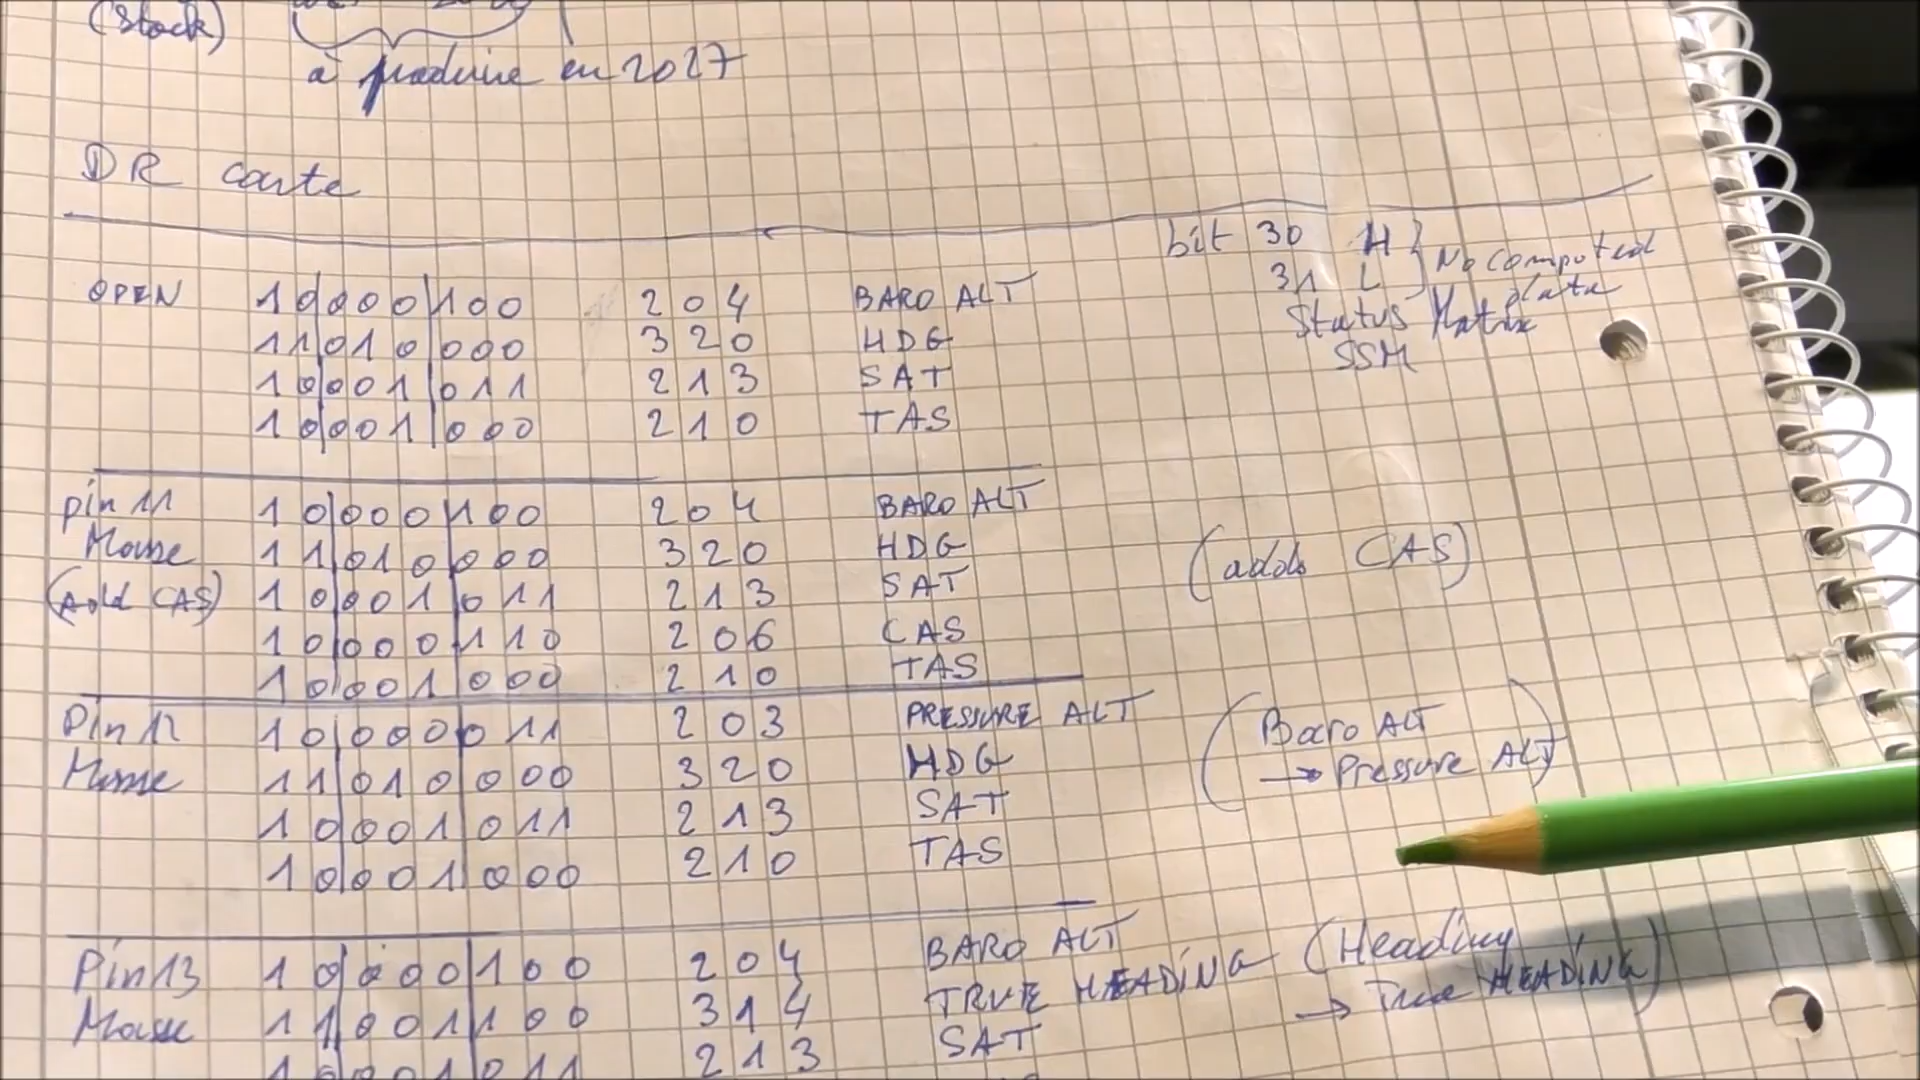 (Stock)
à produire en 2027
DR carte
bit 30 H } No computed
31 L data
Status Matrix
SSM
OPEN 10000100 204 BARO ALT
11010000 320 HDG
10001011 213 SAT
10001000 210 TAS
pin 11 10000100 204 BARO ALT
Masse 11010000 320 HDG (adds CAS)
(Add CAS) 10001011 213 SAT
10000110 206 CAS
10001000 210 TAS
Pin 12 10000011 203 PRESSURE ALT (Baro ALT
Masse 11010000 320 HDG → Pressure ALT)
10001011 213 SAT
10001000 210 TAS
Pin 13 10000100 204 BARO ALT (Heading
Masse 11001100 314 TRUE HEADING → True HEADING)
10001011 213 SAT